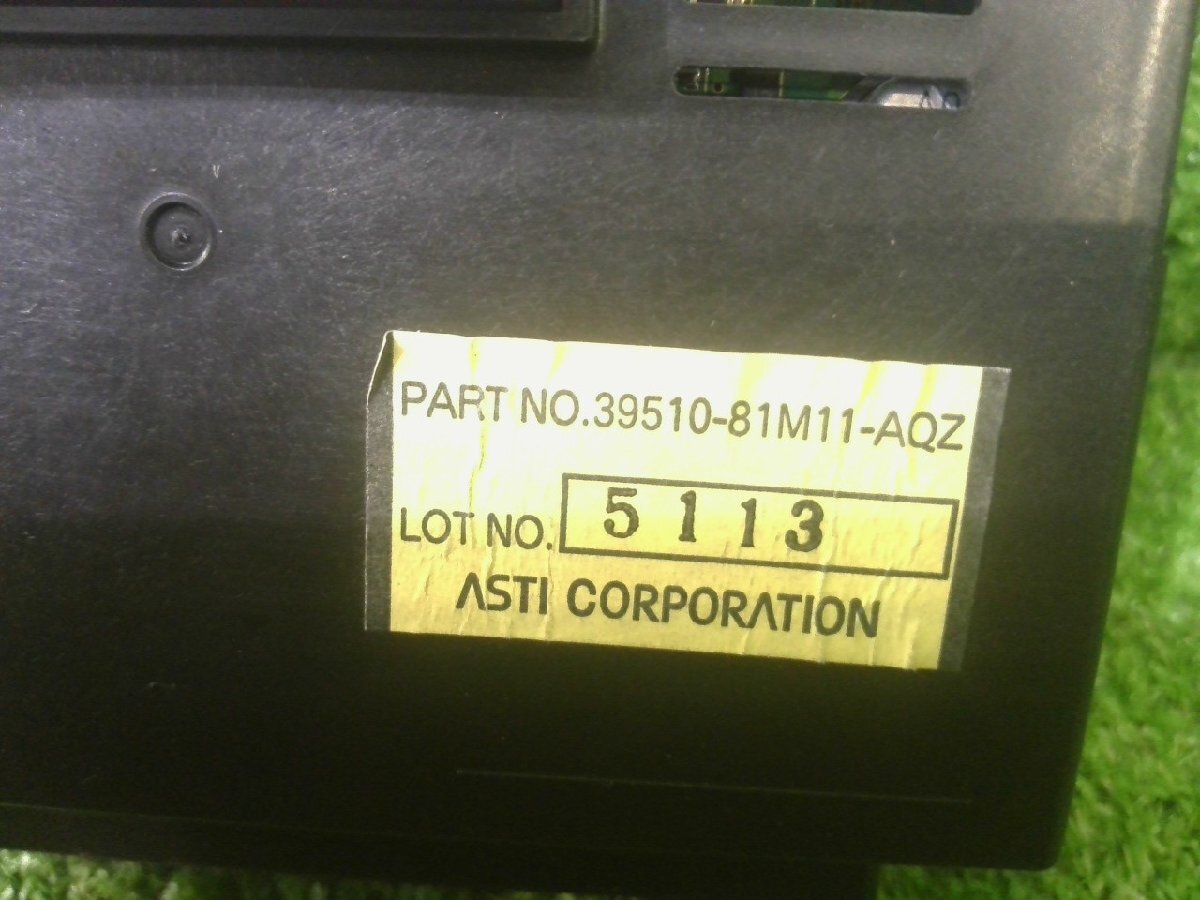 PART NO.39510-81M11-AQZ
LOT NO. 5113
ASTI CORPORATION